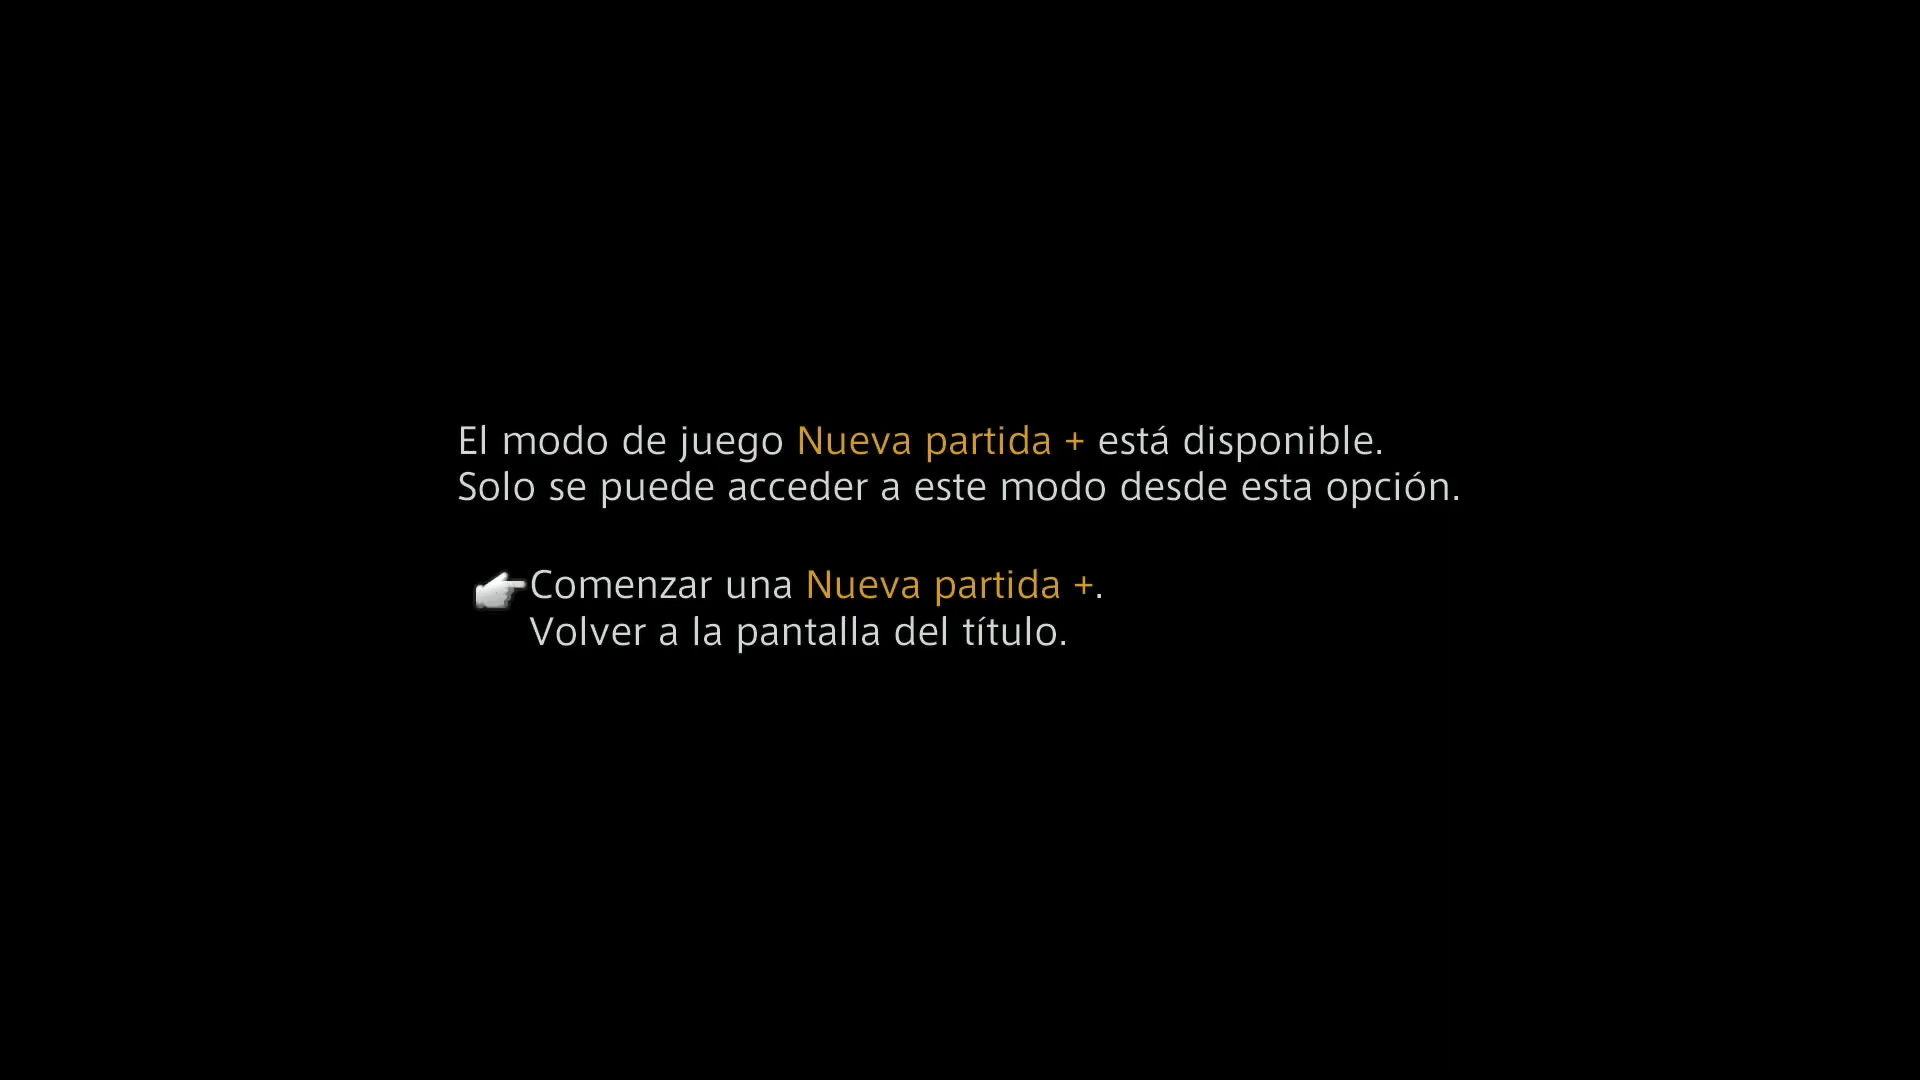 El modo de juego Nueva partida + está disponible.
Solo se puede acceder a este modo desde esta opción.
Comenzar una Nueva partida +.
Volver a la pantalla del título.